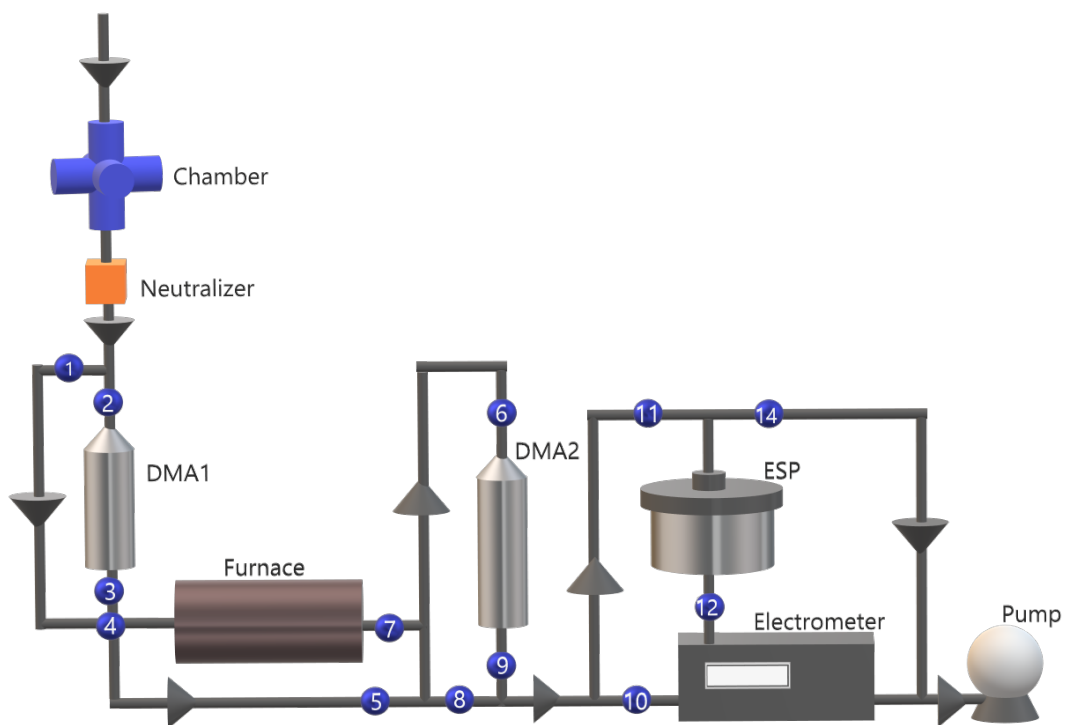 Chamber
Neutralizer
1
2
6
11
14
DMA2
DMA1
ESP
Furnace
3
4
7
12
Electrometer
Pump
9
5
8
10